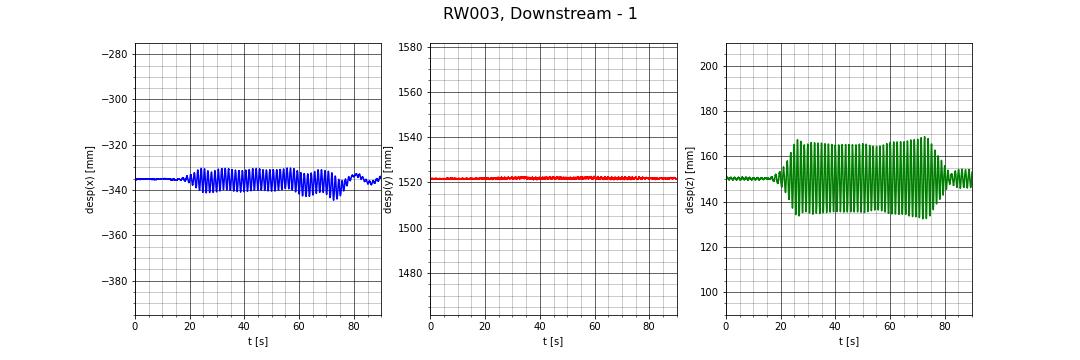 RW003, Downstream - 1
desp(x) [mm]
−280
−300
−320
−340
−360
−380
0 20 40 60 80
t [s]
desp(y) [mm]
1580
1560
1540
1520
1500
1480
0 20 40 60 80
t [s]
desp(z) [mm]
200
180
160
140
120
100
0 20 40 60 80
t [s]